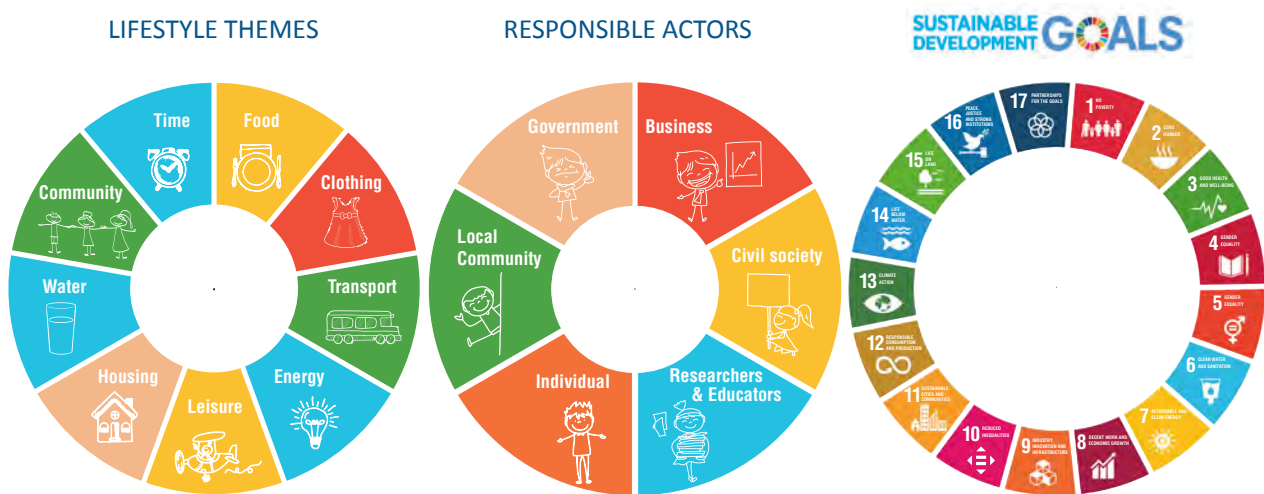 LIFESTYLE THEMES
Time
Food
Clothing
Transport
Energy
Leisure
Housing
Water
Community
RESPONSIBLE ACTORS
Government
Business
Civil society
Researchers
& Educators
Individual
Local
Community
SUSTAINABLE
DEVELOPMENT
GOALS
1 NO
POVERTY
2 ZERO
HUNGER
3 GOOD HEALTH
AND WELL-BEING
4 GENDER
EQUALITY
5 GENDER
EQUALITY
6 CLEAN WATER
AND SANITATION
7 AFFORDABLE AND
CLEAN ENERGY
8 DECENT WORK AND
ECONOMIC GROWTH
9 INDUSTRY,
INNOVATION AND
INFRASTRUCTURE
10 REDUCED
INEQUALITIES
11 SUSTAINABLE
CITIES AND
COMMUNITIES
12 RESPONSIBLE
CONSUMPTION
AND PRODUCTION
13 CLIMATE
ACTION
14 LIFE
BELOW
WATER
15 LIFE
ON
LAND
16 PEACE,
JUSTICE
AND STRONG
INSTITUTIONS
17 PARTNERSHIPS
FOR THE GOALS